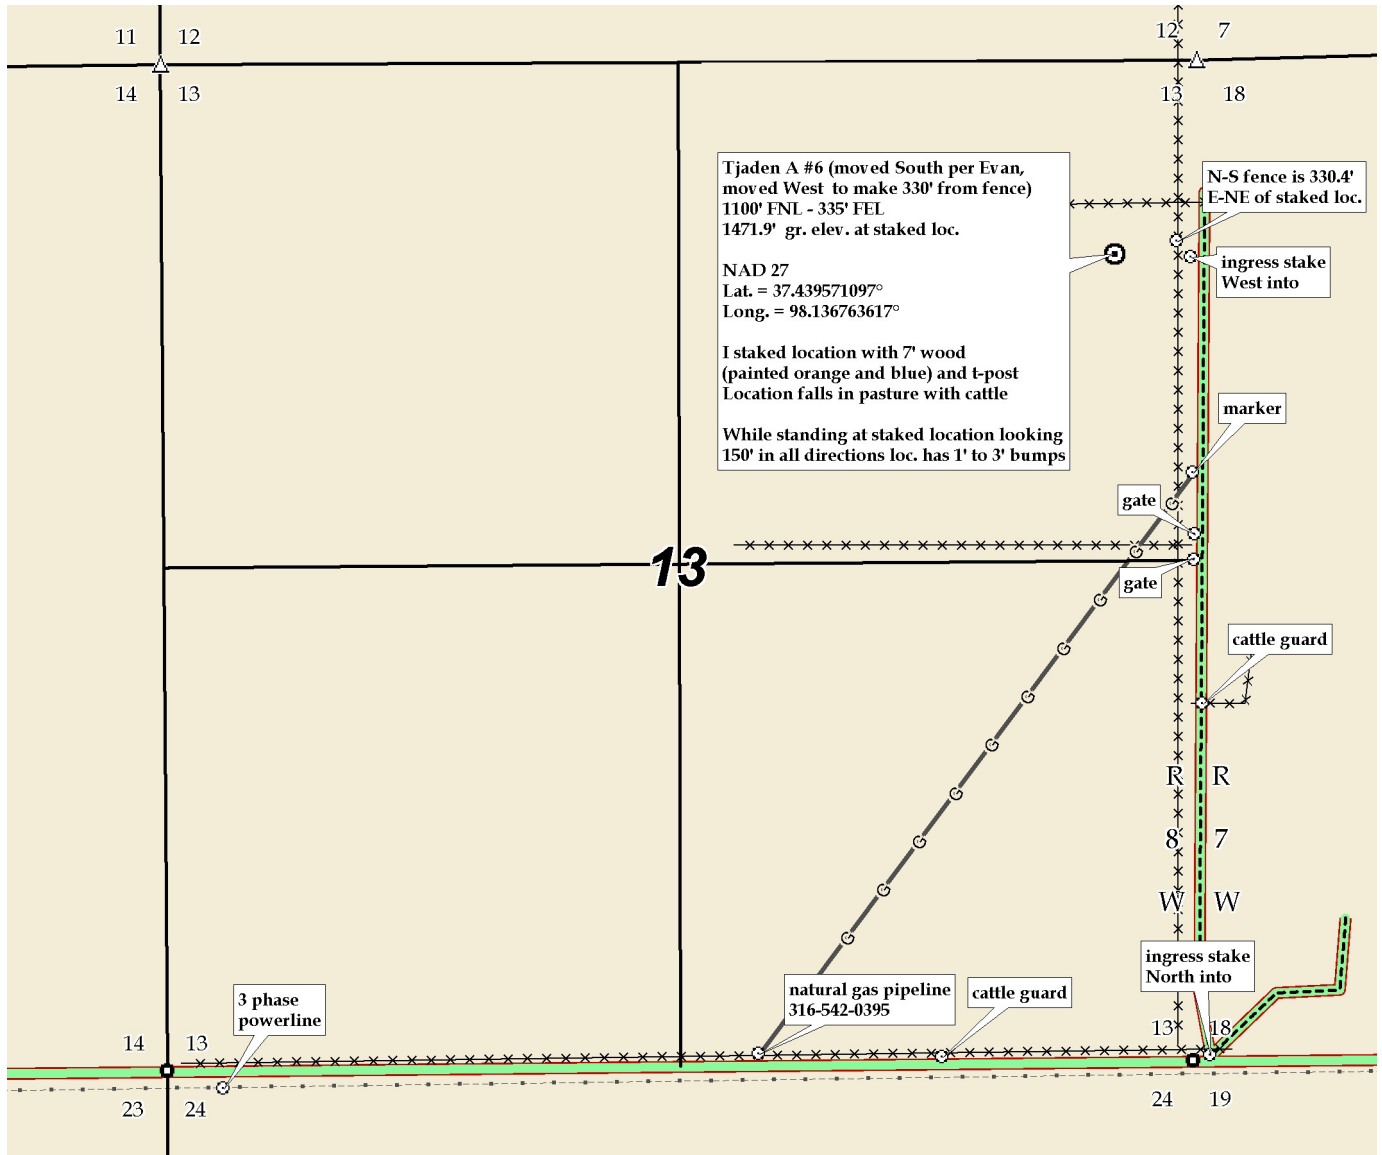 11 12
12 7
14 13
13 18
Tjaden A #6 (moved South per Evan,
moved West to make 330' from fence)
1100' FNL - 335' FEL
1471.9' gr. elev. at staked loc.
NAD 27
Lat. = 37.439571097°
Long. = 98.136763617°
I staked location with 7' wood
(painted orange and blue) and t-post
Location falls in pasture with cattle
While standing at staked location looking
150' in all directions loc. has 1' to 3' bumps
N-S fence is 330.4'
E-NE of staked loc.
ingress stake
West into
marker
gate
G
G
13
gate
G
cattle guard
G
G
G
R R
G
8 7
G
G
W W
G
ingress stake
North into
natural gas pipeline
316-542-0395
cattle guard
3 phase
powerline
14 13
13 18
23 24
24 19